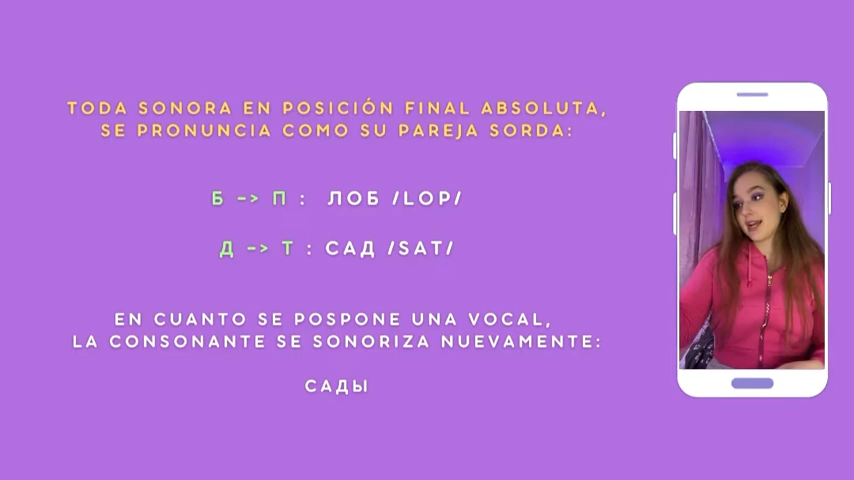 TODA SONORA EN POSICIÓN FINAL ABSOLUTA,
SE PRONUNCIA COMO SU PAREJA SORDA:
Б -> П : ЛОБ /LOP/
Д -> Т : САД /SAT/
EN CUANTO SE POSPONE UNA VOCAL,
LA CONSONANTE SE SONORIZA NUEVAMENTE:
САДЫ